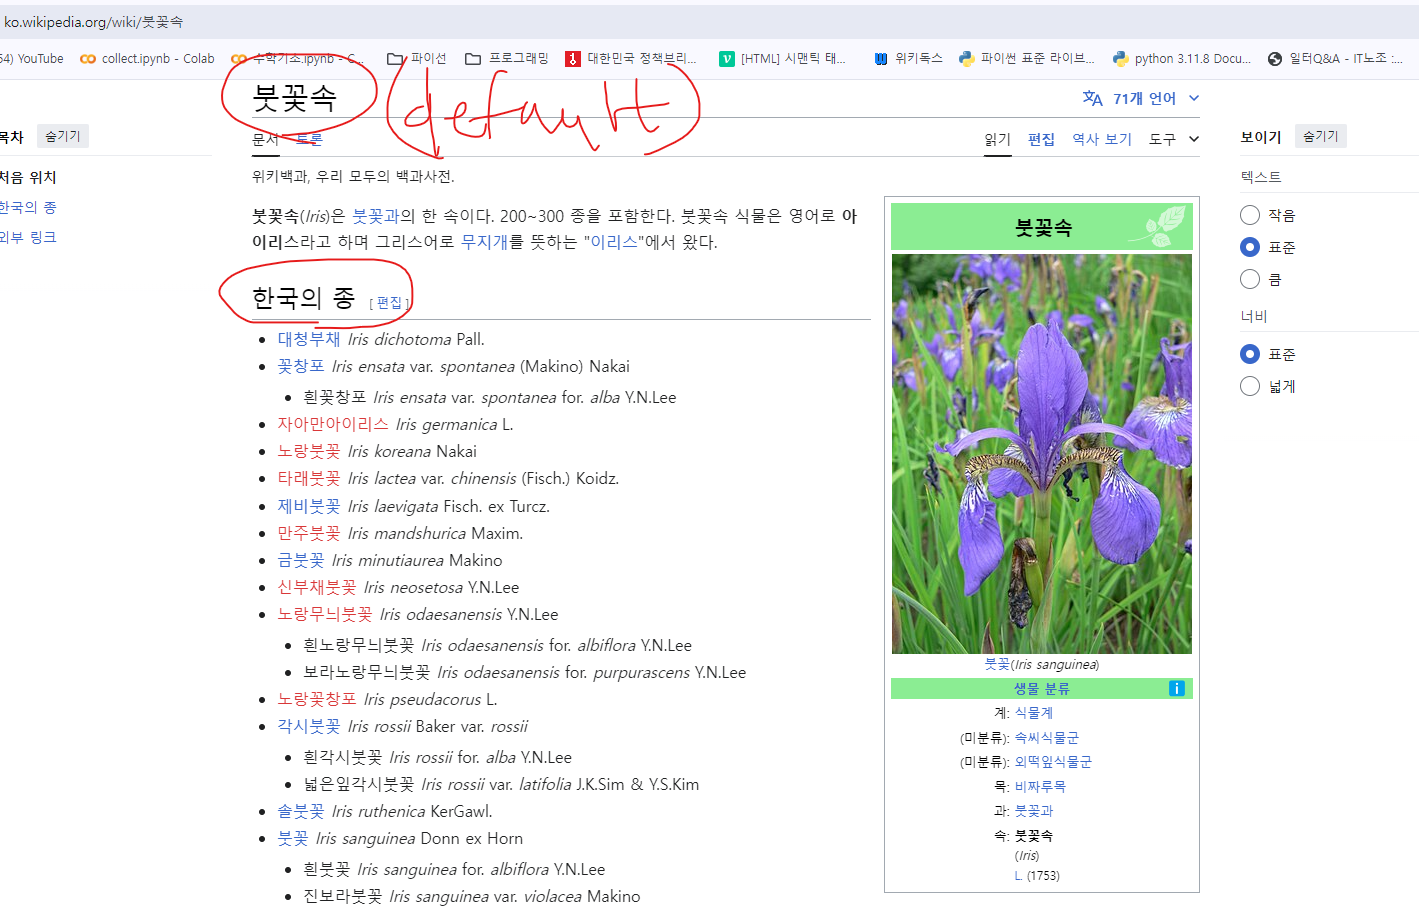 ko.wikipedia.org/wiki/붓꽃속
54) YouTube collect.ipynb - Colab 수학기초.ipynb - C... 파이선 프로그래밍 대한민국 정책브리... [HTML] 시맨틱 태... 위키독스 파이썬 표준 라이브... python 3.11.8 Docu... 일터Q&A - IT노조 :...
붓꽃속
default
71개 언어
목차 숨기기
문서 토론
읽기 편집 역사 보기 도구
보이기 숨기기
처음 위치
한국의 종
외부 링크
위키백과, 우리 모두의 백과사전.
붓꽃속(Iris)은 붓꽃과의 한 속이다. 200~300 종을 포함한다. 붓꽃속 식물은 영어로 아
이리스라고 하며 그리스어로 무지개를 뜻하는 "이리스"에서 왔다.
한국의 종 [ 편집 ]
대청부채 Iris dichotoma Pall.
꽃창포 Iris ensata var. spontanea (Makino) Nakai
흰꽃창포 Iris ensata var. spontanea for. alba Y.N.Lee
자아만아이리스 Iris germanica L.
노랑붓꽃 Iris koreana Nakai
타래붓꽃 Iris lactea var. chinensis (Fisch.) Koidz.
제비붓꽃 Iris laevigata Fisch. ex Turcz.
만주붓꽃 Iris mandshurica Maxim.
금붓꽃 Iris minutiaurea Makino
신부채붓꽃 Iris neosetosa Y.N.Lee
노랑무늬붓꽃 Iris odaesanensis Y.N.Lee
흰노랑무늬붓꽃 Iris odaesanensis for. albiflora Y.N.Lee
보라노랑무늬붓꽃 Iris odaesanensis for. purpurascens Y.N.Lee
노랑꽃창포 Iris pseudacorus L.
각시붓꽃 Iris rossii Baker var. rossii
흰각시붓꽃 Iris rossii for. alba Y.N.Lee
넓은잎각시붓꽃 Iris rossii var. latifolia J.K.Sim & Y.S.Kim
솔붓꽃 Iris ruthenica KerGawl.
붓꽃 Iris sanguinea Donn ex Horn
흰붓꽃 Iris sanguinea for. albiflora Y.N.Lee
진보라붓꽃 Iris sanguinea var. violacea Makino
붓꽃속
붓꽃(Iris sanguinea)
생물 분류 i
계: 식물계
(미분류): 속씨식물군
(미분류): 외떡잎식물군
목: 비짜루목
과: 붓꽃과
속: 붓꽃속
(Iris)
L. (1753)
텍스트
작음
표준
큼
너비
표준
넓게